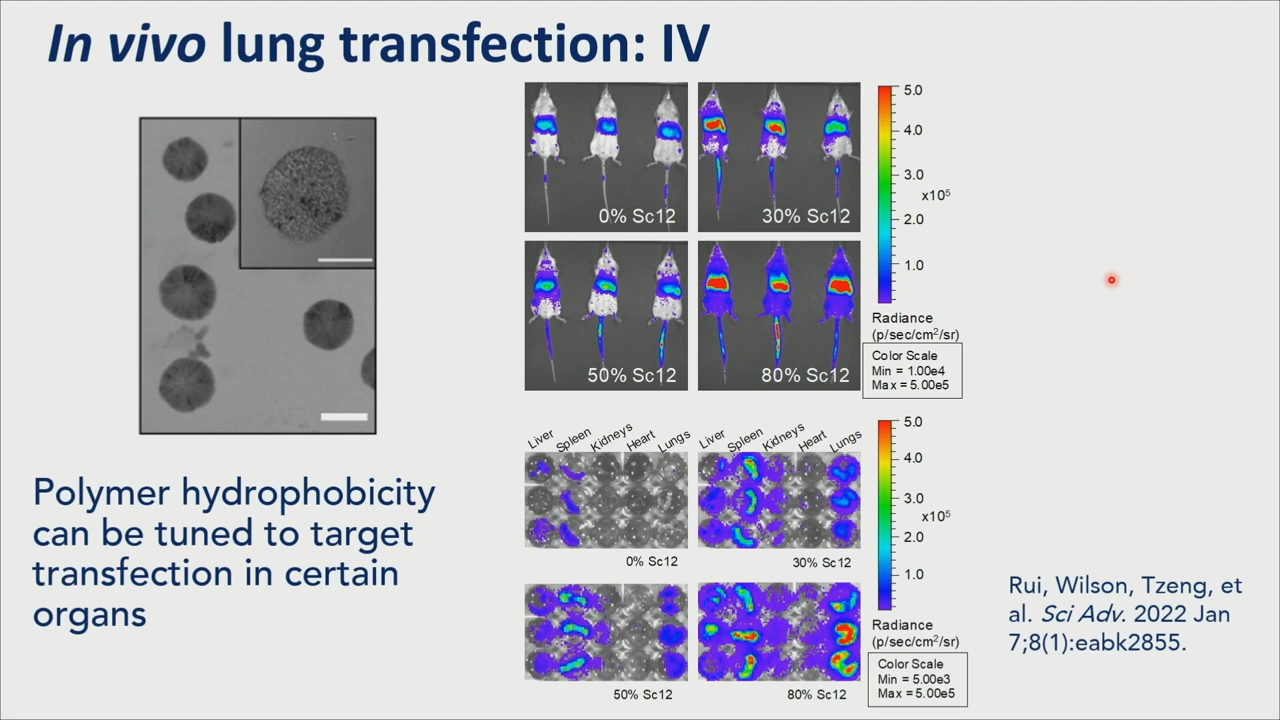 In vivo lung transfection: IV
0% Sc12
30% Sc12
50% Sc12
80% Sc12
5.0
4.0
3.0
x10⁵
2.0
1.0
Radiance
(p/sec/cm²/sr)
Color Scale
Min = 1.00e4
Max = 5.00e5
Polymer hydrophobicity
can be tuned to target
transfection in certain
organs
Liver Spleen Kidneys Heart Lungs
Liver Spleen Kidneys Heart Lungs
0% Sc12
30% Sc12
50% Sc12
80% Sc12
5.0
4.0
3.0
x10⁵
2.0
1.0
Radiance
(p/sec/cm²/sr)
Color Scale
Min = 5.00e3
Max = 5.00e5
Rui, Wilson, Tzeng, et
al. Sci Adv. 2022 Jan
7;8(1):eabk2855.